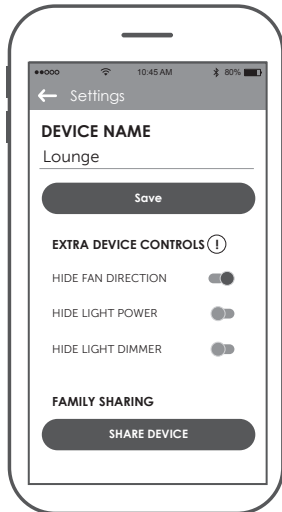 10:45 AM 80%
Settings
DEVICE NAME
Lounge
Save
EXTRA DEVICE CONTROLS !
HIDE FAN DIRECTION
HIDE LIGHT POWER
HIDE LIGHT DIMMER
FAMILY SHARING
SHARE DEVICE